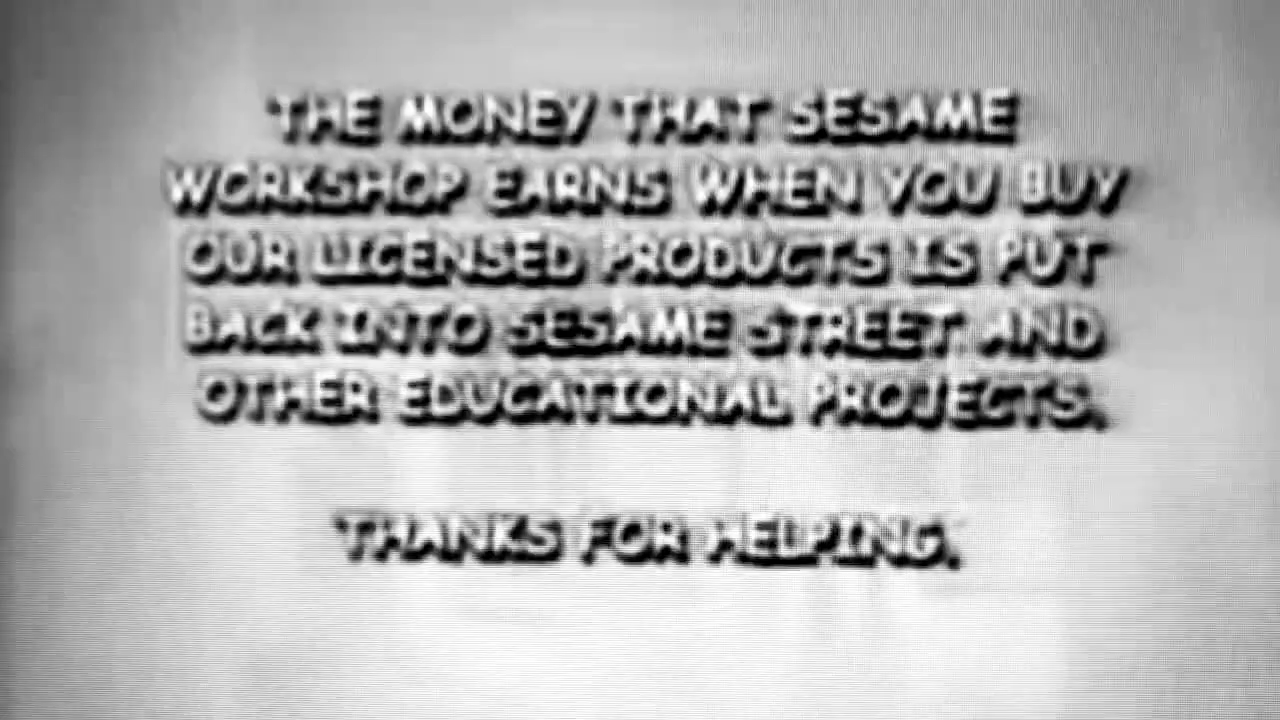 THE MONEY THAT SESAME
WORKSHOP EARNS WHEN YOU BUY
OUR LICENSED PRODUCTS IS PUT
BACK INTO SESAME STREET AND
OTHER EDUCATIONAL PROJECTS.
THANKS FOR HELPING.